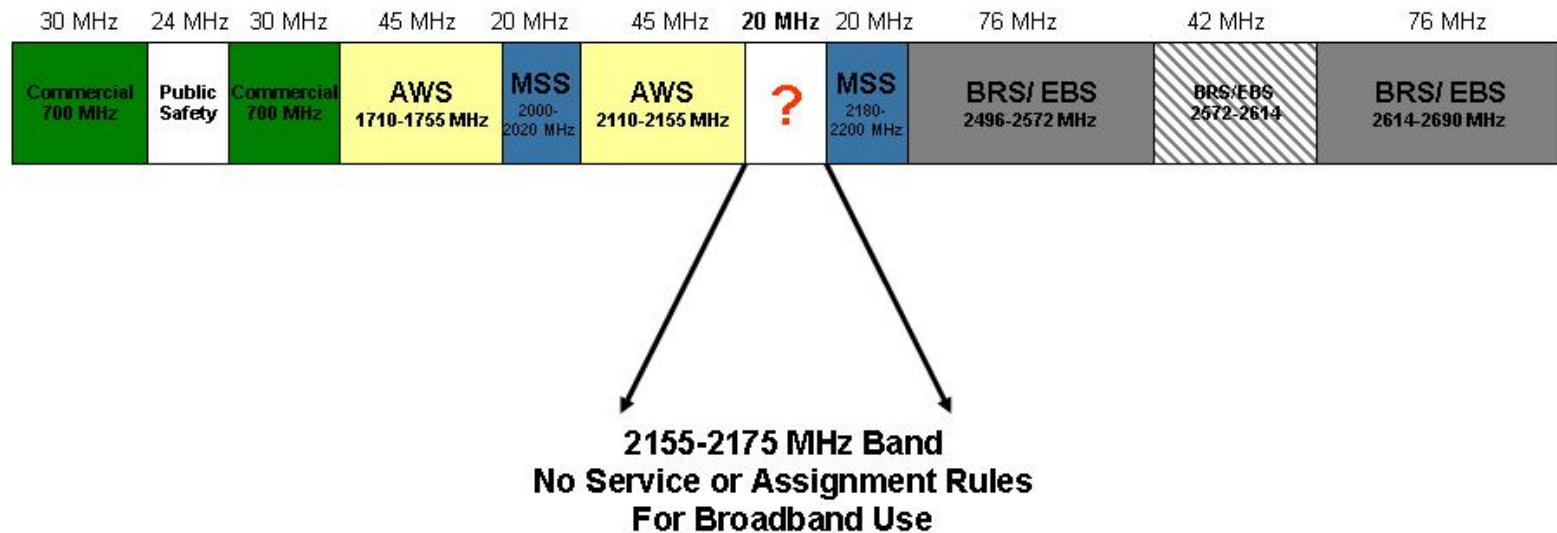 30 MHz 24 MHz 30 MHz 45 MHz 20 MHz 45 MHz 20 MHz 20 MHz 76 MHz 42 MHz 76 MHz
Commercial
700 MHz
Public
Safety
Commercial
700 MHz
AWS
1710-1755 MHz
MSS
2000-
2020 MHz
AWS
2110-2155 MHz
?
MSS
2180-
2200 MHz
BRS/ EBS
2496-2572 MHz
BRS/EBS
2572-2614
BRS/ EBS
2614-2690 MHz
2155-2175 MHz Band
No Service or Assignment Rules
For Broadband Use